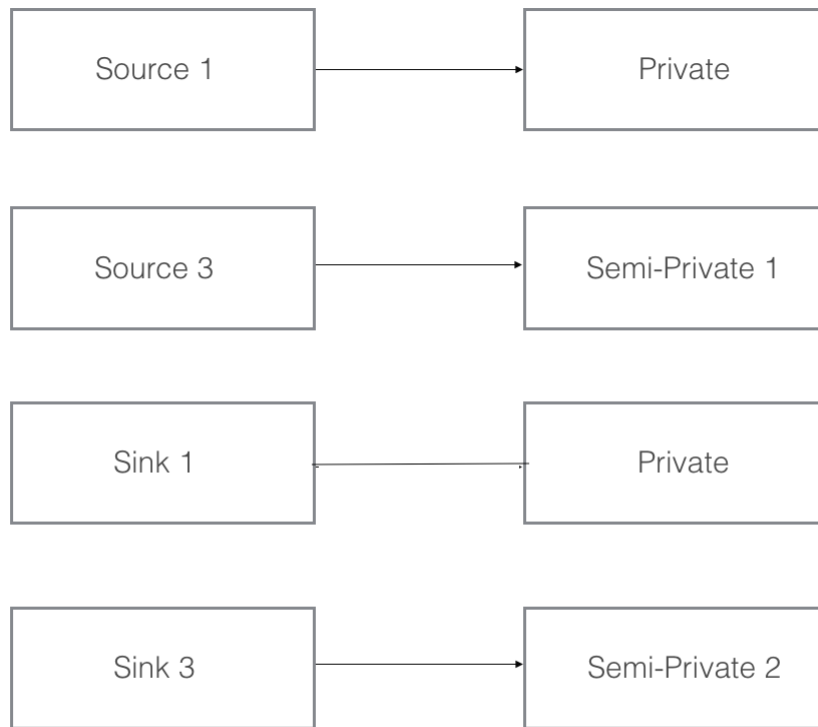 Source 1
Private
Source 3
Semi-Private 1
Sink 1
Private
Sink 3
Semi-Private 2